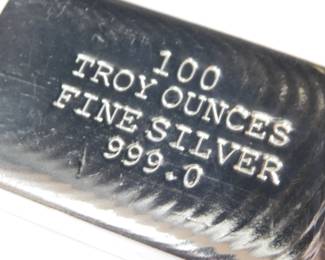 100
TROY OUNCES
FINE SILVER
999.0